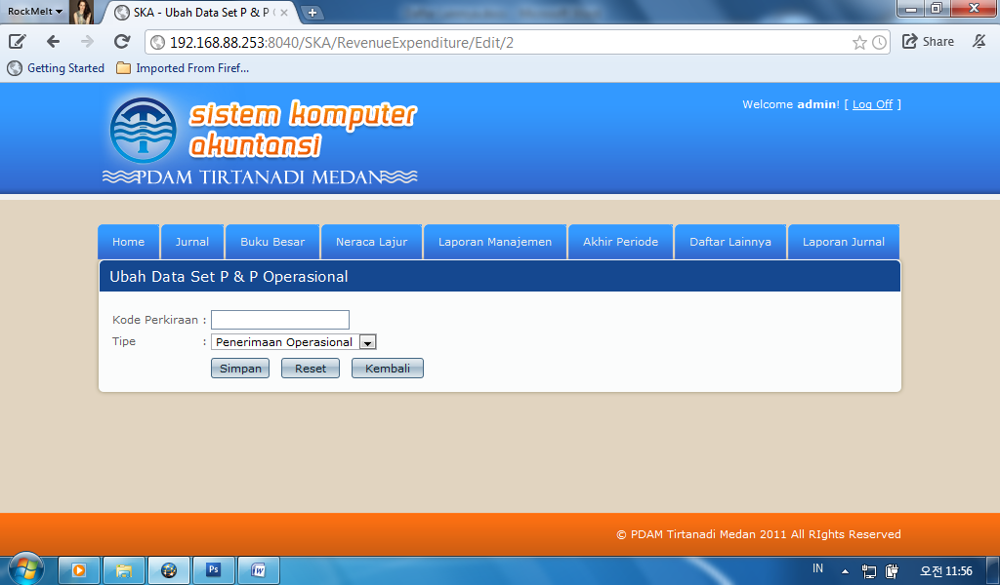 RockMelt
SKA - Ubah Data Set P & P
192.168.88.253:8040/SKA/RevenueExpenditure/Edit/2
Share
Getting Started
Imported From Firef...
sistem komputer
akuntansi
PDAM TIRTANADI MEDAN
Welcome admin! [ Log Off ]
Home
Jurnal
Buku Besar
Neraca Lajur
Laporan Manajemen
Akhir Periode
Daftar Lainnya
Laporan Jurnal
Ubah Data Set P & P Operasional
Kode Perkiraan :
Tipe :
Penerimaan Operasional
Simpan
Reset
Kembali
© PDAM Tirtanadi Medan 2011 All RIghts Reserved
Ps
W
IN
오전 11:56